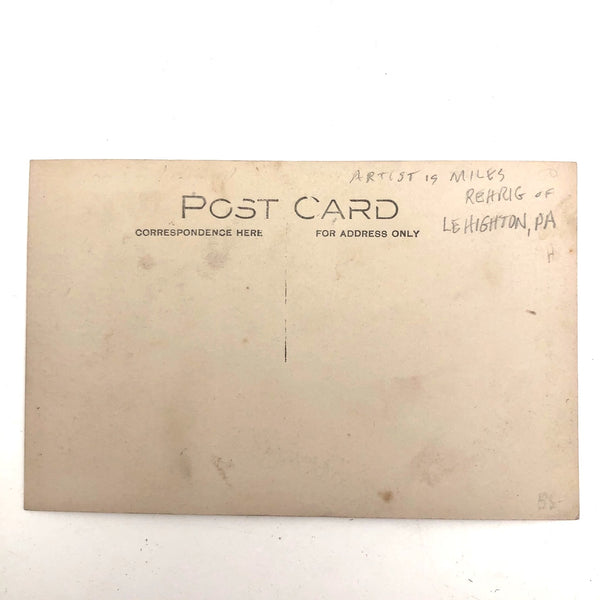 ARTIST IS MILES
REHRIG OF
LEHIGHTON, PA
POST CARD
CORRESPONDENCE HERE
FOR ADDRESS ONLY